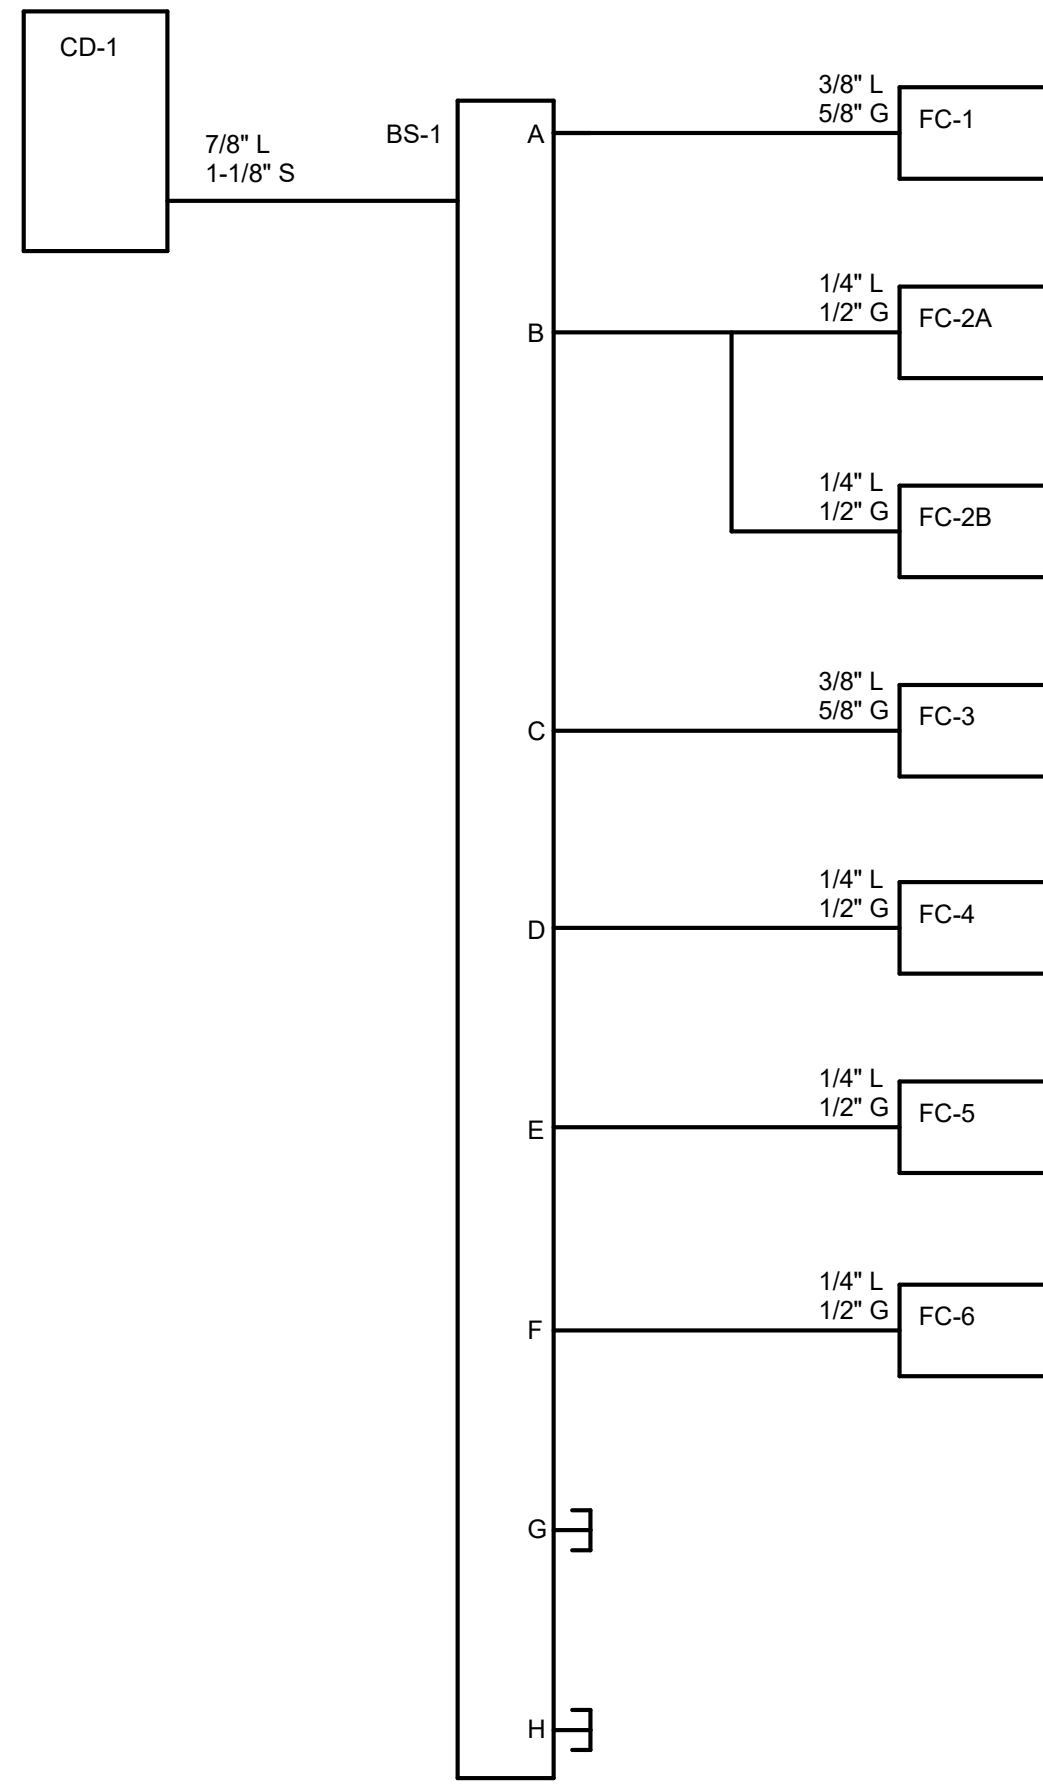 CD-1
7/8" L
1-1/8" S
BS-1
A
3/8" L
5/8" G
FC-1
B
1/4" L
1/2" G
FC-2A
1/4" L
1/2" G
FC-2B
C
3/8" L
5/8" G
FC-3
D
1/4" L
1/2" G
FC-4
E
1/4" L
1/2" G
FC-5
F
1/4" L
1/2" G
FC-6
G
H